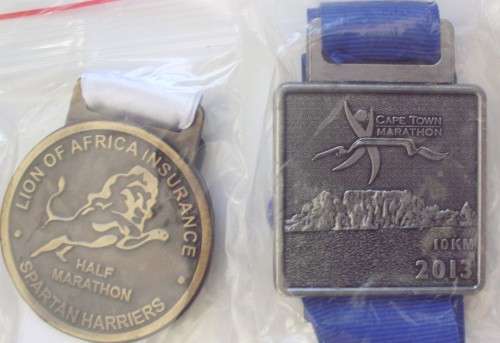 LION OF AFRICA INSURANCE
HALF
MARATHON
SPARTAN HARRIERS
CAPE TOWN
MARATHON
10KM
2013